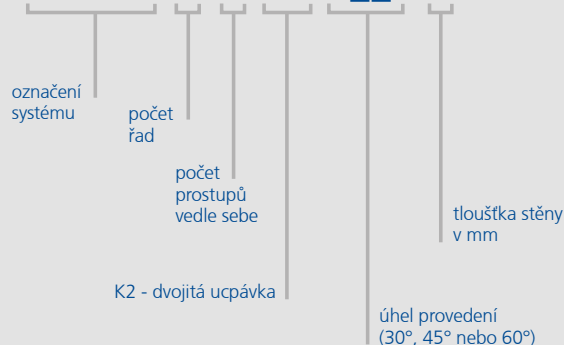 označení
systému
počet
řad
počet
prostupů
vedle sebe
tloušťka stěny
v mm
K2 - dvojitá ucpávka
úhel provedení
(30°, 45° nebo 60°)